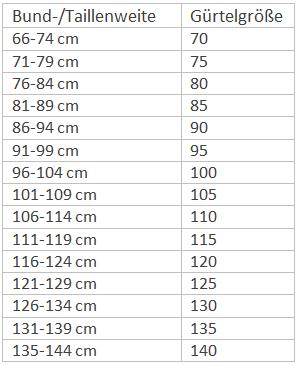 Bund-/Taillenweite Gürtelgröße
66-74 cm 70
71-79 cm 75
76-84 cm 80
81-89 cm 85
86-94 cm 90
91-99 cm 95
96-104 cm 100
101-109 cm 105
106-114 cm 110
111-119 cm 115
116-124 cm 120
121-129 cm 125
126-134 cm 130
131-139 cm 135
135-144 cm 140